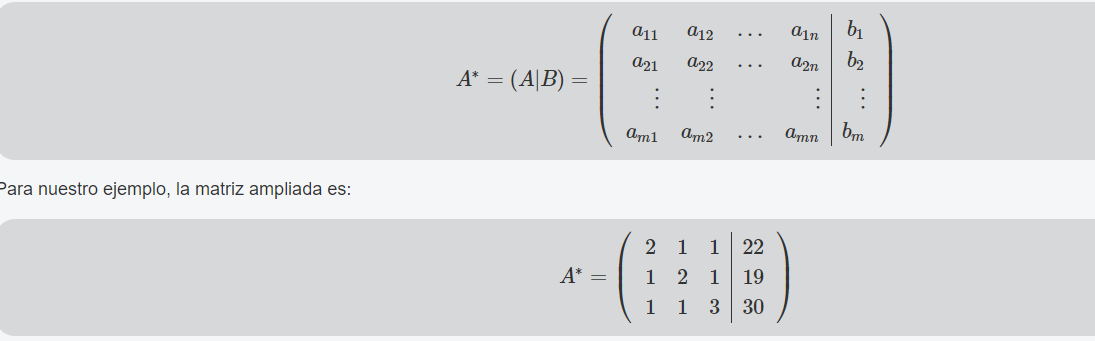 a₁₁ a₁₂ … a₁ₙ b₁
a₂₁ a₂₂ … a₂ₙ b₂
A* = (A|B) =
⋮ ⋮ ⋮ ⋮
aₘ₁ aₘ₂ … aₘₙ bₘ
Para nuestro ejemplo, la matriz ampliada es:
2 1 1 22
A* = 1 2 1 19
1 1 3 30